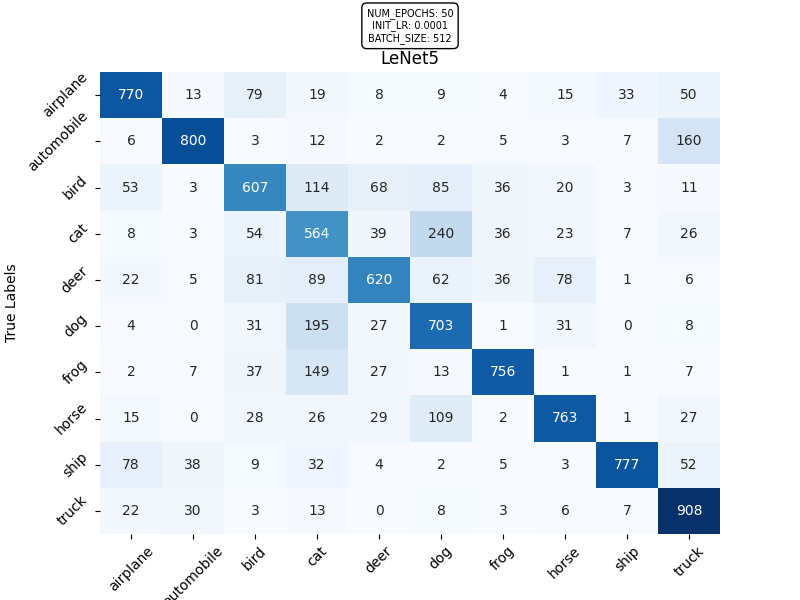 NUM_EPOCHS: 50
INIT_LR: 0.0001
BATCH_SIZE: 512
LeNet5
True Labels
airplane 770 13 79 19 8 9 4 15 33 50
automobile 6 800 3 12 2 2 5 3 7 160
bird 53 3 607 114 68 85 36 20 3 11
cat 8 3 54 564 39 240 36 23 7 26
deer 22 5 81 89 620 62 36 78 1 6
dog 4 0 31 195 27 703 1 31 0 8
frog 2 7 37 149 27 13 756 1 1 7
horse 15 0 28 26 29 109 2 763 1 27
ship 78 38 9 32 4 2 5 3 777 52
truck 22 30 3 13 0 8 3 6 7 908
airplane automobile bird cat deer dog frog horse ship truck